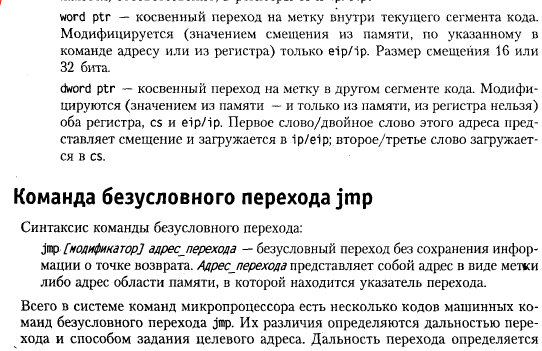 word ptr — косвенный переход на метку внутри текущего сегмента кода.
Модифицируется (значением смещения из памяти, по указанному в
команде адресу или из регистра) только eip/ip. Размер смещения 16 или
32 бита.
dword ptr — косвенный переход на метку в другом сегменте кода. Модифи-
цируются (значением из памяти — и только из памяти, из регистра нельзя)
оба регистра, cs и eip/ip. Первое слово/двойное слово этого адреса пред-
ставляет смещение и загружается в ip/eip; второе/третье слово загружает-
ся в cs.
Команда безусловного перехода jmp
Синтаксис команды безусловного перехода:
jmp [модификатор] адрес_перехода — безусловный переход без сохранения инфор-
мации о точке возврата. Адрес_перехода представляет собой адрес в виде метки
либо адрес области памяти, в которой находится указатель перехода.
Всего в системе команд микропроцессора есть несколько кодов машинных ко-
манд безусловного перехода jmp. Их различия определяются дальностью пере-
хода и способом задания целевого адреса. Дальность перехода определяется